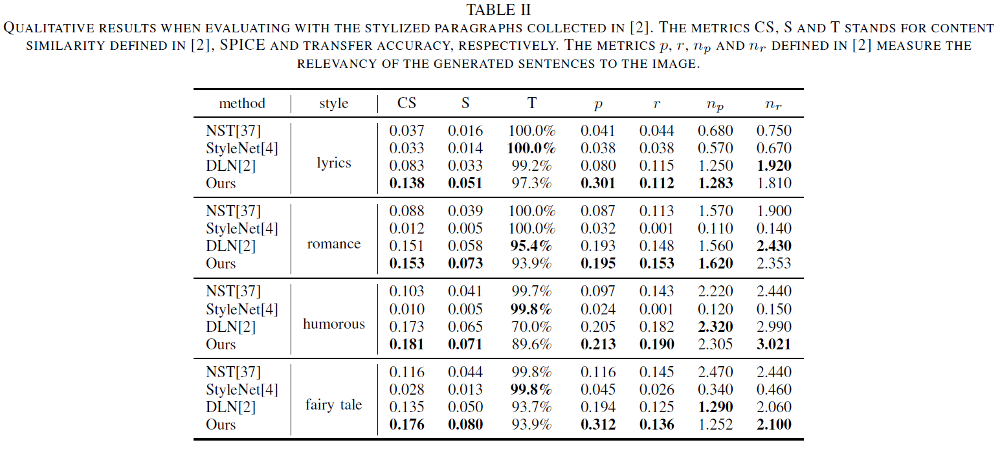 TABLE II
QUALITATIVE RESULTS WHEN EVALUATING WITH THE STYLIZED PARAGRAPHS COLLECTED IN [2]. THE METRICS CS, S AND T STANDS FOR CONTENT
SIMILARITY DEFINED IN [2], SPICE AND TRANSFER ACCURACY, RESPECTIVELY. THE METRICS p, r, n_p AND n_r DEFINED IN [2] MEASURE THE
RELEVANCY OF THE GENERATED SENTENCES TO THE IMAGE.
method style CS S T p r n_p n_r
NST[37] 0.037 0.016 100.0% 0.041 0.044 0.680 0.750
StyleNet[4] 0.033 0.014 100.0% 0.038 0.038 0.570 0.670
lyrics
DLN[2] 0.083 0.033 99.2% 0.080 0.115 1.250 1.920
Ours 0.138 0.051 97.3% 0.301 0.112 1.283 1.810
NST[37] 0.088 0.039 100.0% 0.087 0.113 1.570 1.900
StyleNet[4] 0.012 0.005 100.0% 0.032 0.001 0.110 0.140
romance
DLN[2] 0.151 0.058 95.4% 0.193 0.148 1.560 2.430
Ours 0.153 0.073 93.9% 0.195 0.153 1.620 2.353
NST[37] 0.103 0.041 99.7% 0.097 0.143 2.220 2.440
StyleNet[4] 0.010 0.005 99.8% 0.024 0.001 0.120 0.150
humorous
DLN[2] 0.173 0.065 70.0% 0.205 0.182 2.320 2.990
Ours 0.181 0.071 89.6% 0.213 0.190 2.305 3.021
NST[37] 0.116 0.044 99.8% 0.116 0.145 2.470 2.440
StyleNet[4] 0.028 0.013 99.8% 0.045 0.026 0.340 0.460
fairy tale
DLN[2] 0.135 0.050 93.7% 0.194 0.125 1.290 2.060
Ours 0.176 0.080 93.9% 0.312 0.136 1.252 2.100